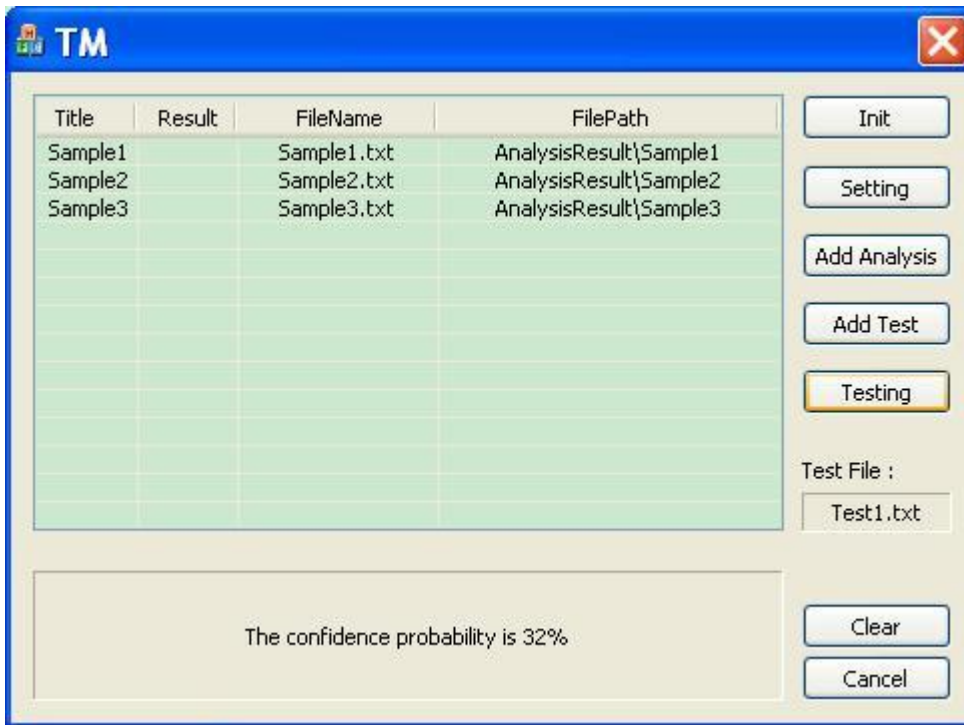 TM
Title Result FileName FilePath
Sample1 Sample1.txt AnalysisResult\Sample1
Sample2 Sample2.txt AnalysisResult\Sample2
Sample3 Sample3.txt AnalysisResult\Sample3
Init
Setting
Add Analysis
Add Test
Testing
Test File :
Test1.txt
The confidence probability is 32%
Clear
Cancel